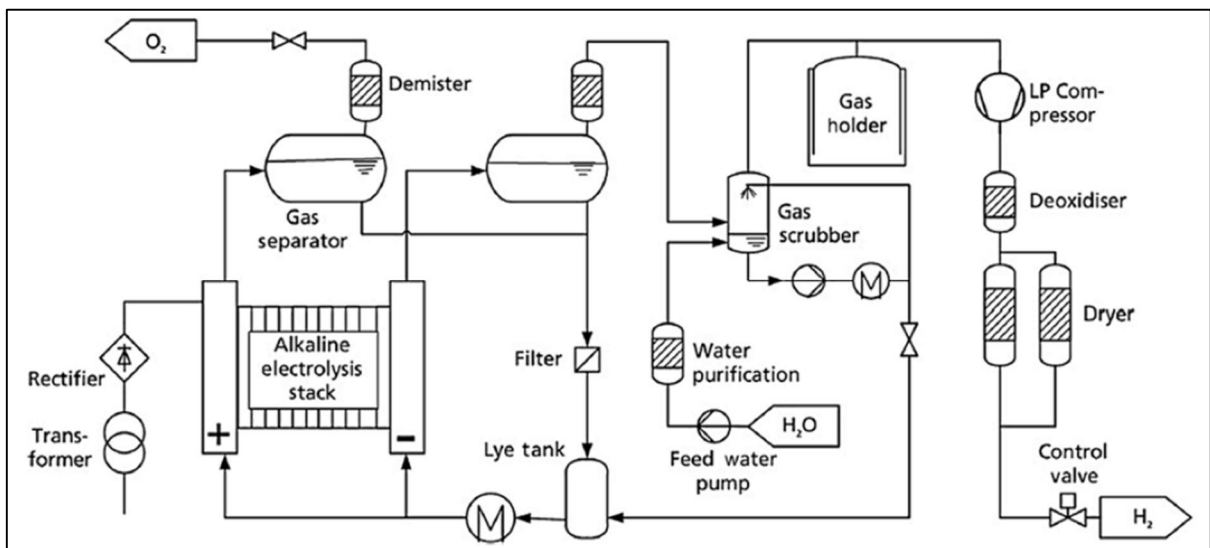 O₂
Demister
Gas
separator
Alkaline
electrolysis
stack
+
-
Rectifier
Trans-
former
Filter
Lye tank
M
Gas
holder
LP Com-
pressor
Gas
scrubber
M
Deoxidiser
Dryer
Water
purification
H₂O
Feed water
pump
Control
valve
H₂